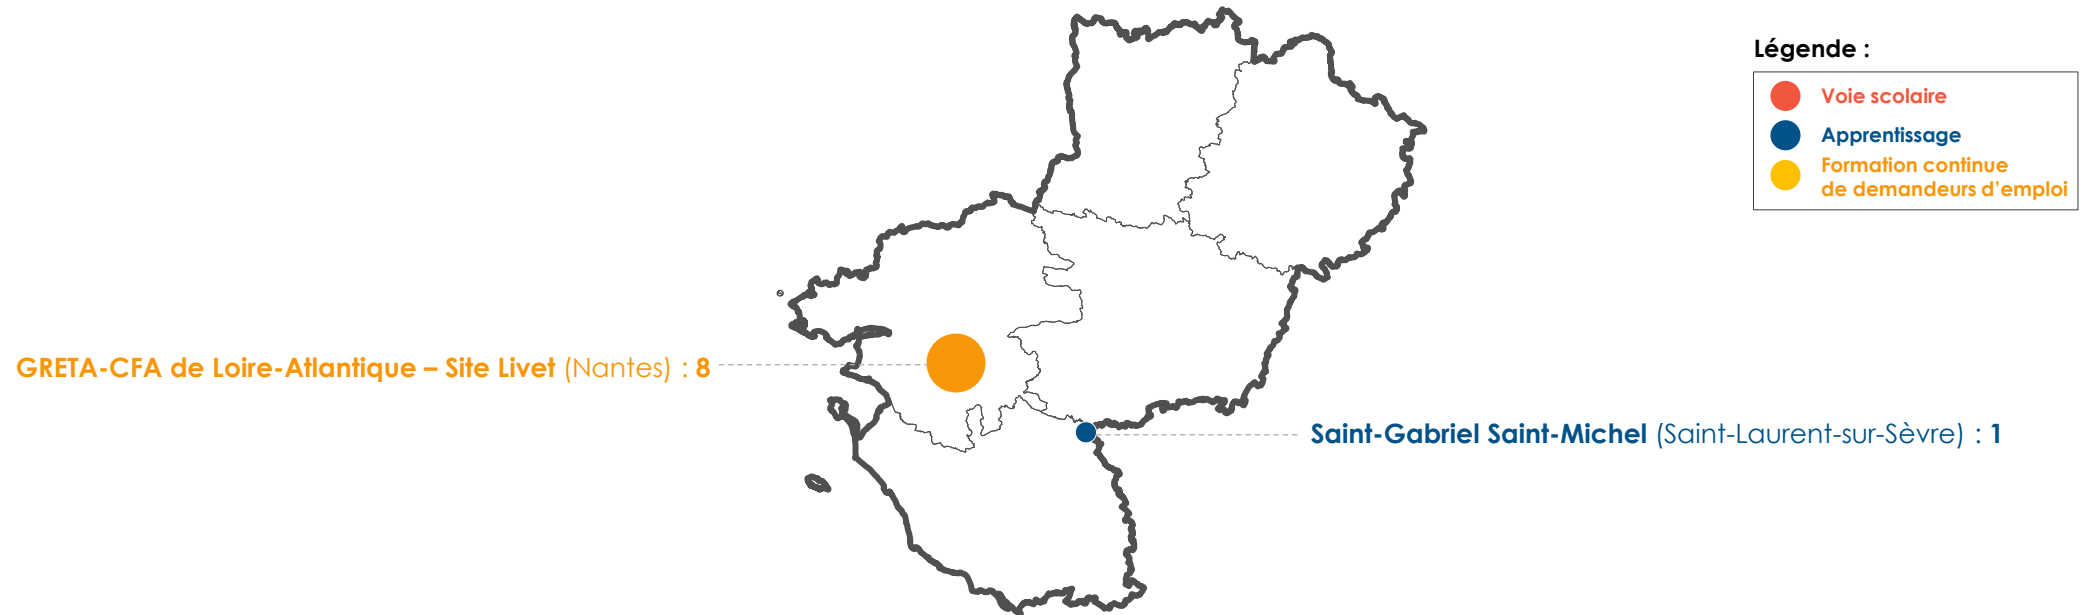 Légende :
Voie scolaire
Apprentissage
Formation continue
de demandeurs d'emploi
GRETA-CFA de Loire-Atlantique – Site Livet (Nantes) : 8
Saint-Gabriel Saint-Michel (Saint-Laurent-sur-Sèvre) : 1